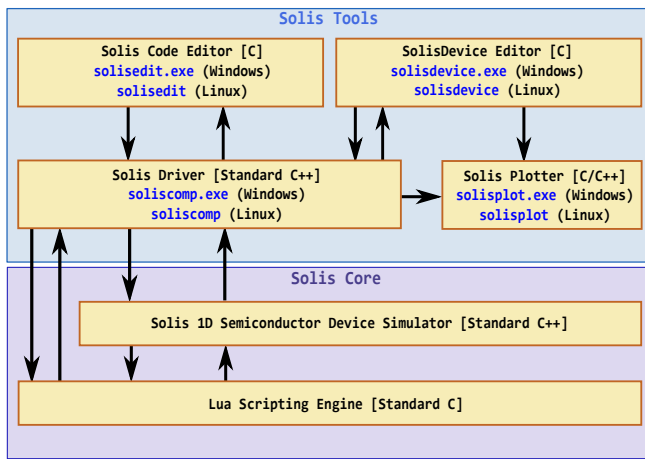 Solis Tools
Solis Code Editor [C]
solisedit.exe (Windows)
solisedit (Linux)
SolisDevice Editor [C]
solisdevice.exe (Windows)
solisdevice (Linux)
Solis Driver [Standard C++]
soliscomp.exe (Windows)
soliscomp (Linux)
Solis Plotter [C/C++]
solisplot.exe (Windows)
solisplot (Linux)
Solis Core
Solis 1D Semiconductor Device Simulator [Standard C++]
Lua Scripting Engine [Standard C]